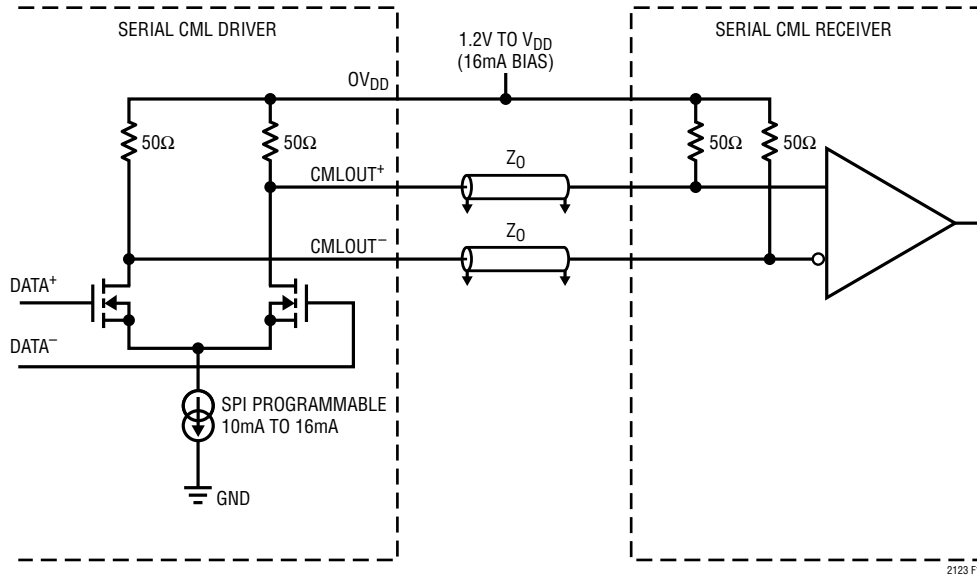 SERIAL CML DRIVER
1.2V TO VDD
(16mA BIAS)
SERIAL CML RECEIVER
OVDD
50Ω
50Ω
50Ω
50Ω
CMLOUT+
Z0
CMLOUT−
Z0
DATA+
DATA−
SPI PROGRAMMABLE
10mA TO 16mA
GND